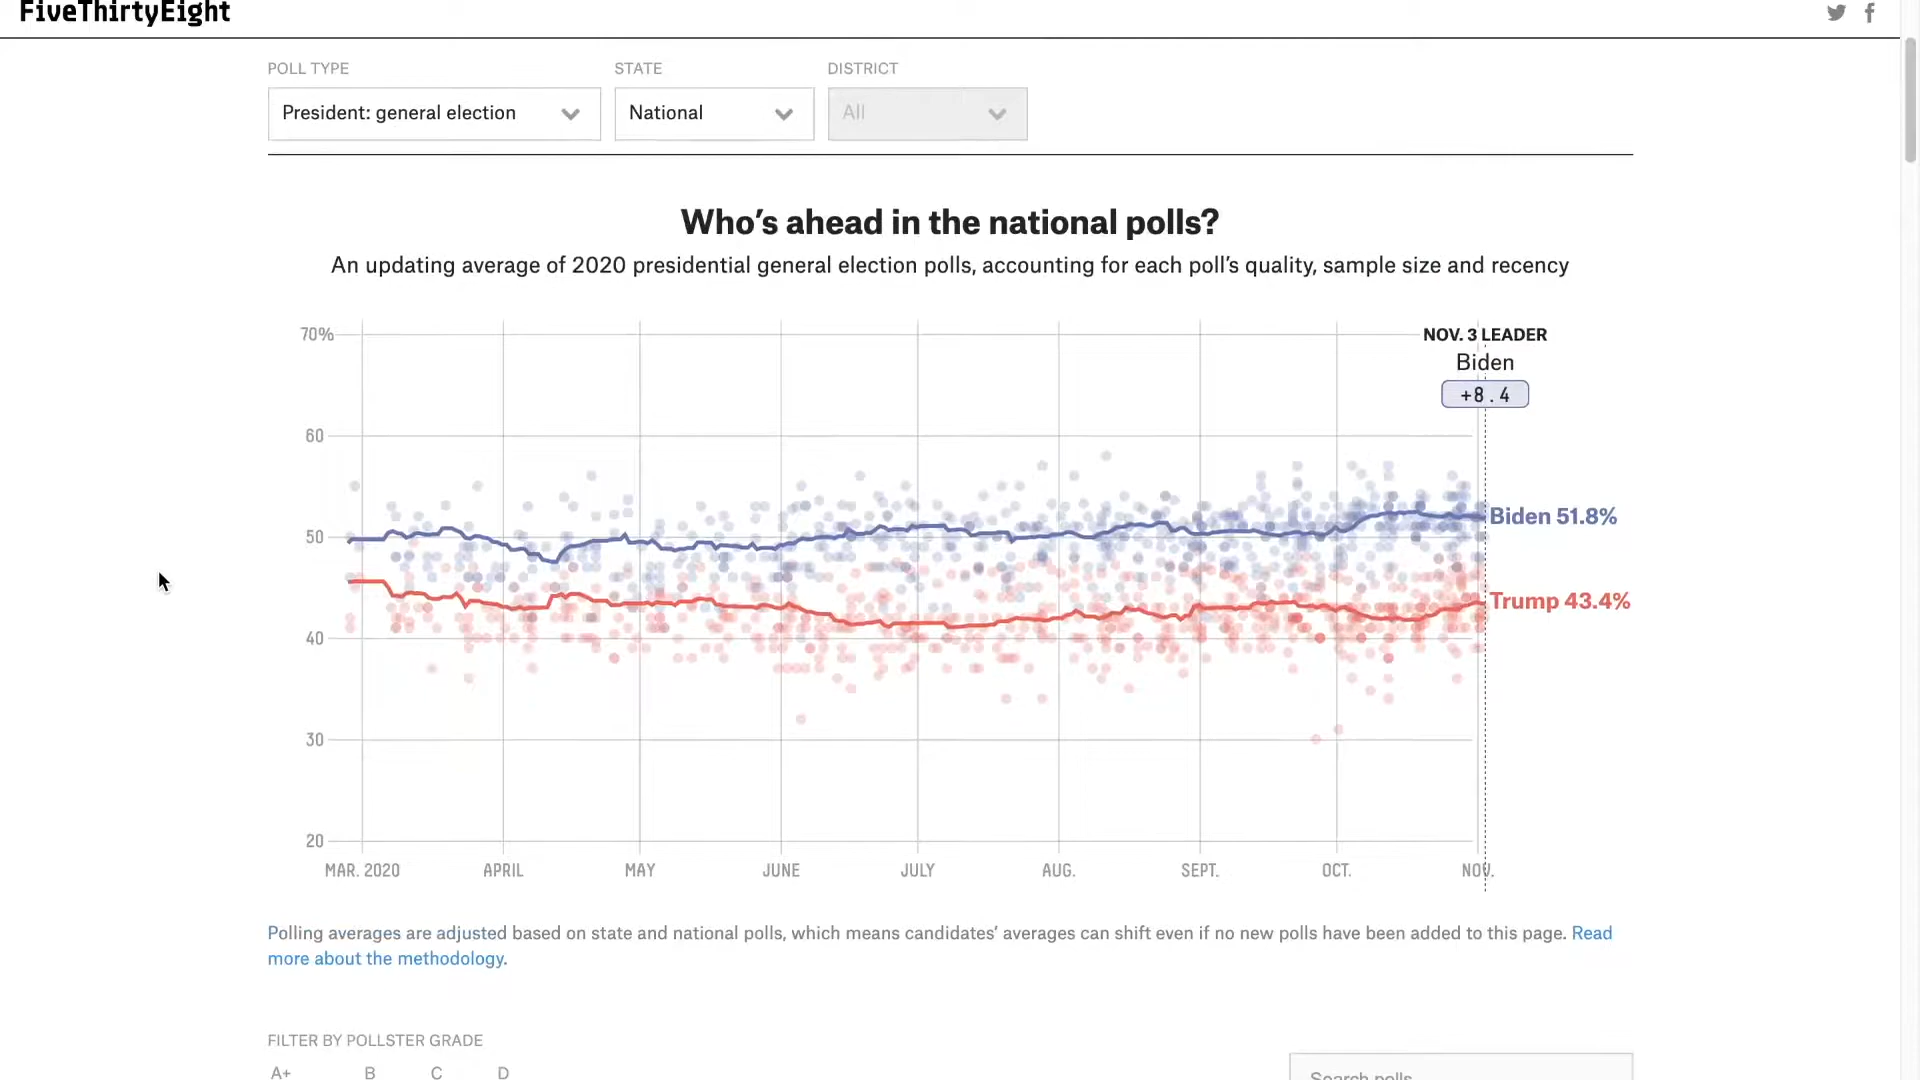 FiveThirtyEight
POLL TYPE STATE DISTRICT
President: general election National All
Who's ahead in the national polls?
An updating average of 2020 presidential general election polls, accounting for each poll's quality, sample size and recency
70%
NOV. 3 LEADER
Biden
+8.4
60
50
Biden 51.8%
Trump 43.4%
40
30
20
MAR. 2020 APRIL MAY JUNE JULY AUG. SEPT. OCT. NOV.
Polling averages are adjusted based on state and national polls, which means candidates' averages can shift even if no new polls have been added to this page. Read
more about the methodology.
FILTER BY POLLSTER GRADE
A+ B C D
Search polls